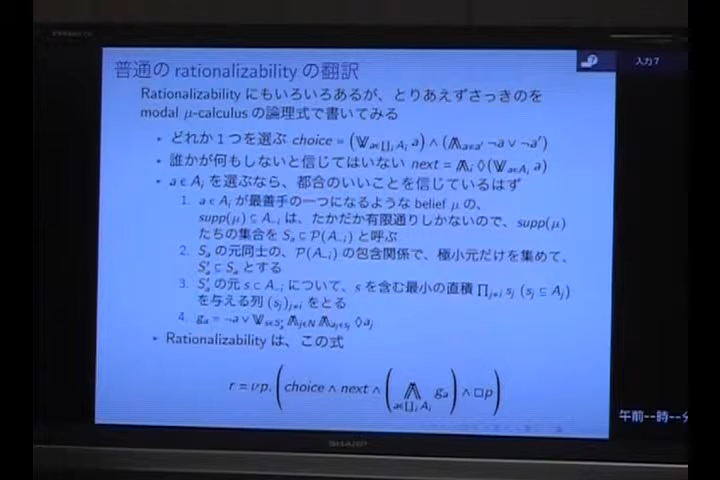 普通の rationalizability の翻訳
入力7
Rationalizability にもいろいろあるが、とりあえずさっきのを
modal μ-calculus の論理式で書いてみる
• どれか 1 つを選ぶ choice = (⩔_{a∈∐_i A_i} a) ∧ (⩕_{a≠a'} ¬a ∨ ¬a')
• 誰かが何もしないと信じてはいない next = ⩕_i ◊(⩔_{a∈A_i} a)
• a ∈ A_i を選ぶなら、都合のいいことを信じているはず
1. a ∈ A_i が最善手の一つになるような belief μ の、
supp(μ) ⊆ A_{-i} は、たかだか有限通りしかないので、supp(μ)
たちの集合を S_a ⊆ P(A_{-i}) と呼ぶ
2. S_a の元同士の、P(A_{-i}) の包含関係で、極小元だけを集めて、
S'_a ⊆ S_a とする
3. S'_a の元 s ⊂ A_{-i} について、s を含む最小の直積 ∏_{j≠i} s_j (s_j ⊆ A_j)
を与える列 (s_j)_{j≠i} をとる
4. g_a = ¬a ∨ ⩔_{s∈S'_a} ⩕_{j∈N} ⩕_{a_j∈s_j} ◊a_j
• Rationalizability は、この式
r = νp. (choice ∧ next ∧ (⩕_{a∈∐_i A_i} g_a) ∧ □p)
午前--時--分
SHARP